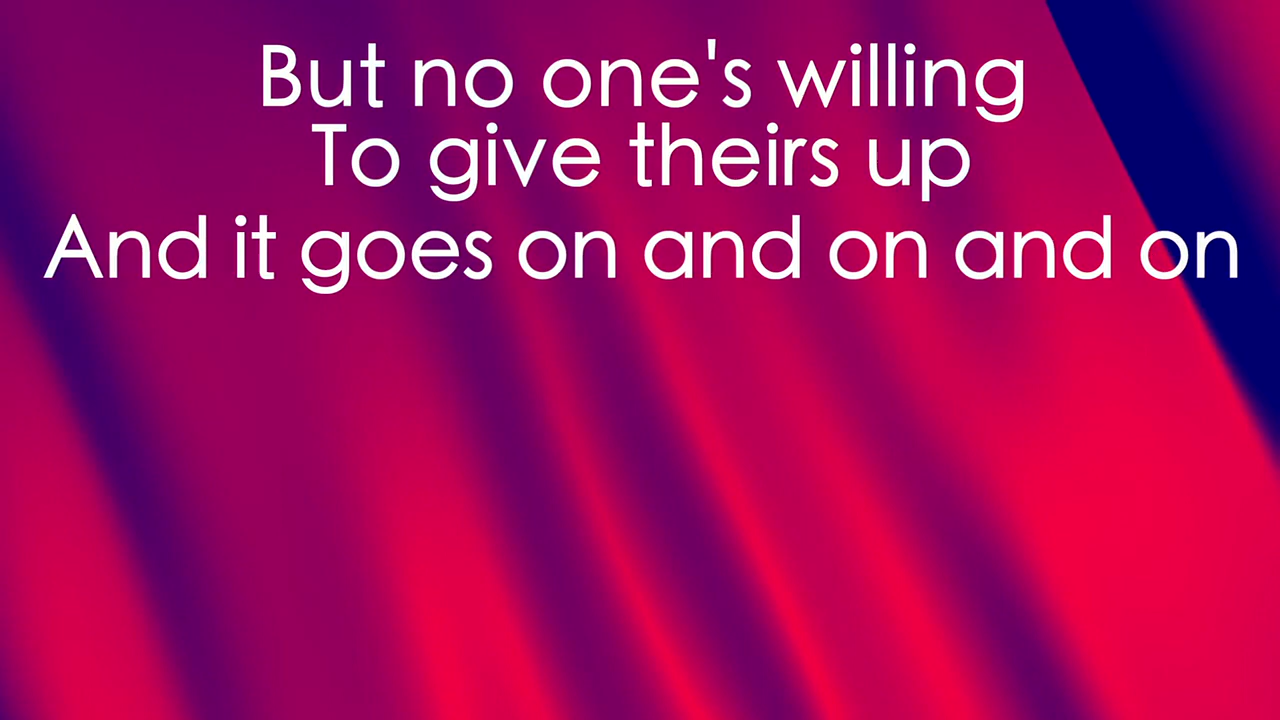 But no one's willing
To give theirs up
And it goes on and on and on